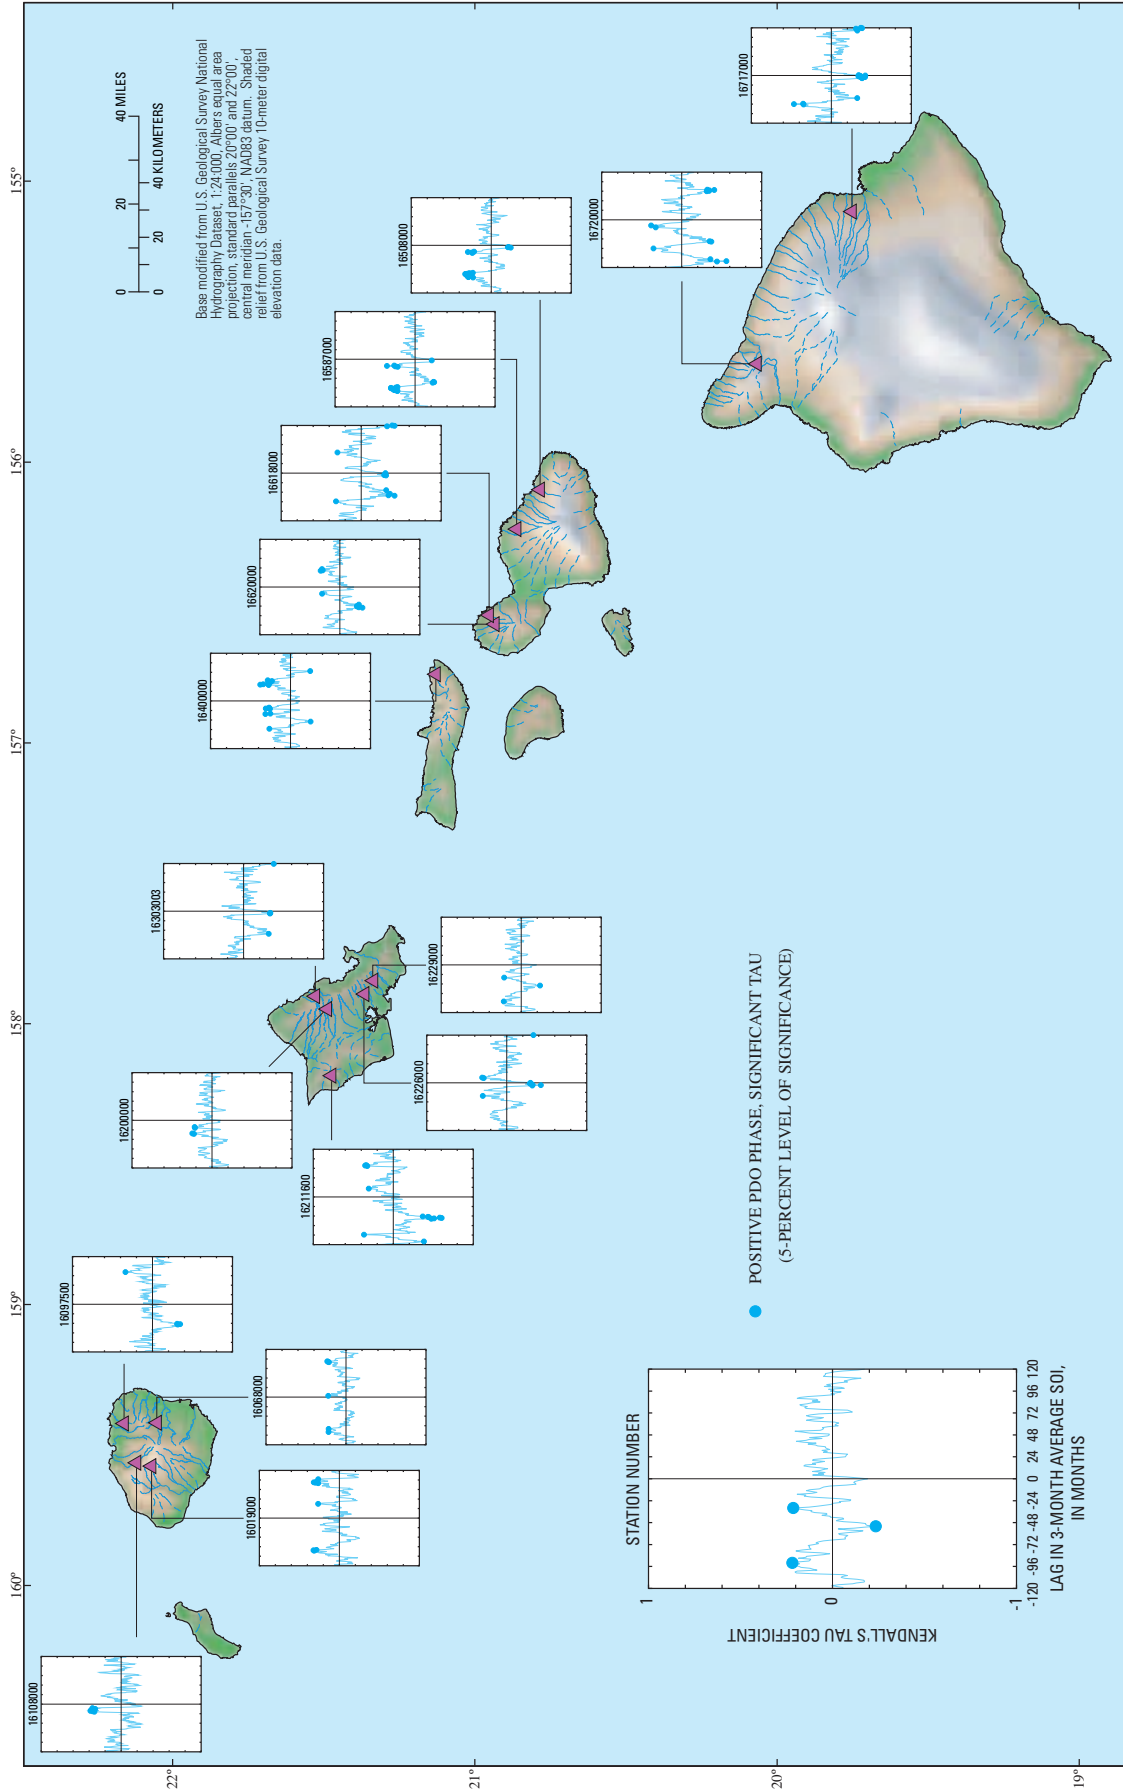 160°
159°
158°
157°
156°
155°
22°
21°
20°
19°
0 20 40 MILES
0 20 40 KILOMETERS
Base modified from U.S. Geological Survey National
Hydrography Dataset, 1:24:000, Albers equal area
projection, standard parallels 20°00' and 22°00',
central meridian -157°30', NAD83 datum. Shaded
relief from U.S. Geological Survey 10-meter digital
elevation data.
16108000
16019000
16068000
16097500
16211600
16200000
16226000
16229000
16303003
16400000
16620000
16618000
16587000
16508000
16720000
16717000
STATION NUMBER
KENDALL'S TAU COEFFICIENT
1
0
-1
-120 -96 -72 -48 -24 0 24 48 72 96 120
LAG IN 3-MONTH AVERAGE SOI,
IN MONTHS
POSITIVE PDO PHASE, SIGNIFICANT TAU
(5-PERCENT LEVEL OF SIGNIFICANCE)